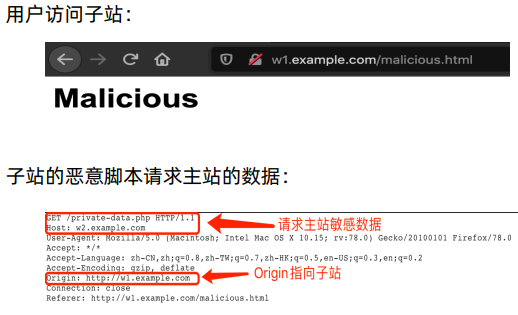 用户访问子站：
w1.example.com/malicious.html
Malicious
子站的恶意脚本请求主站的数据：
GET /private-data.php HTTP/1.1
Host: w2.example.com
请求主站敏感数据
User-Agent: Mozilla/5.0 (Macintosh; Intel Mac OS X 10.15; rv:78.0) Gecko/20100101 Firefox/78.0
Accept: */*
Accept-Language: zh-CN,zh;q=0.8,zh-TW;q=0.7,zh-HK;q=0.5,en-US;q=0.3,en;q=0.2
Accept-Encoding: gzip, deflate
Origin: http://w1.example.com
Origin指向子站
Connection: close
Referer: http://w1.example.com/malicious.html